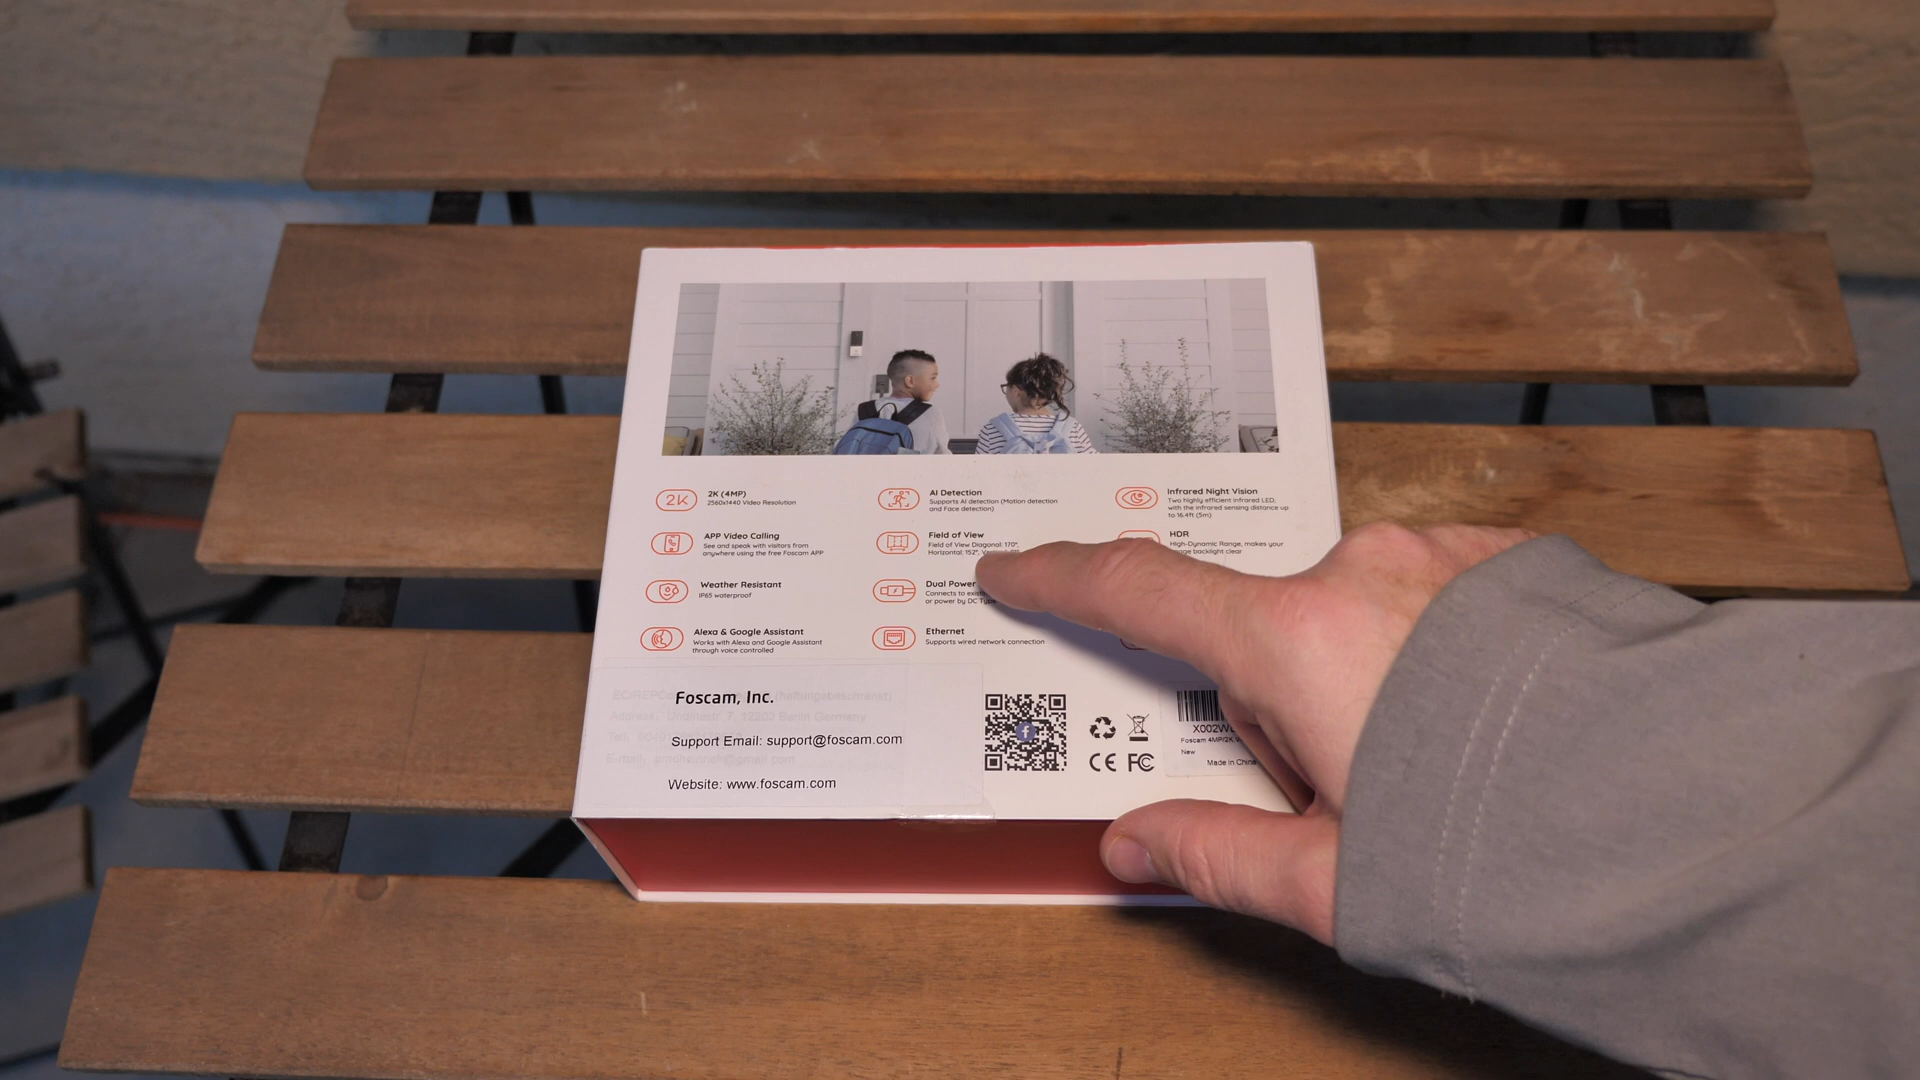 2K
2K (4MP)
2560x1440 Video Resolution
AI Detection
Supports AI detection (Motion detection
and Face detection)
Infrared Night Vision
Two highly efficient infrared LED,
with the infrared sensing distance up
to 16.4ft (5m)
APP Video Calling
See and speak with visitors from
anywhere using the free Foscam APP
Field of View
Field of View Diagonal: 170°,
Horizontal: 152°,
HDR
High-Dynamic Range, makes your
backlight clear
Weather Resistant
IP65 waterproof
Dual Power
Connects to
or power by DC
Alexa & Google Assistant
Works with Alexa and Google Assistant
through voice controlled
Ethernet
Supports wired network connection
Foscam, Inc.
Support Email: support@foscam.com
Website: www.foscam.com
f
CE FC
Foscam 4MP/2K
New
Made in China